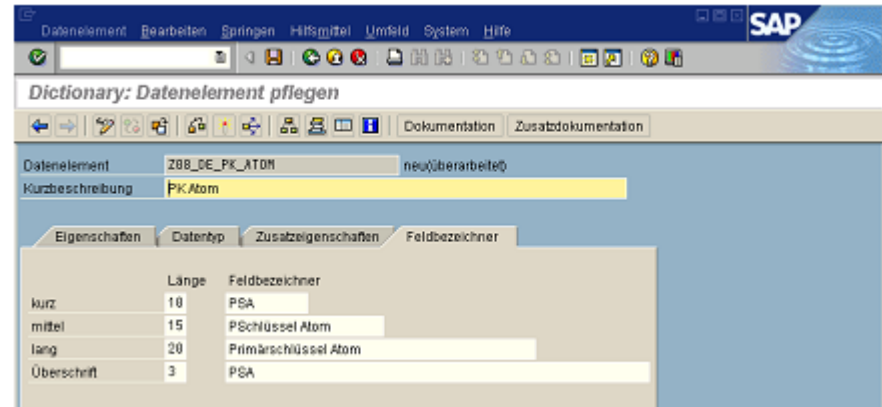 Datenelement Bearbeiten Springen Hilfsmittel Umfeld System Hilfe
SAP
Dictionary: Datenelement pflegen
Dokumentation Zusatzdokumentation
Datenelement Z08_DE_PK_ATOM neu(überarbeitet)
Kurzbeschreibung PK Atom
Eigenschaften Datentyp Zusatzeigenschaften Feldbezeichner
Länge Feldbezeichner
kurz 10 PSA
mittel 15 PSchlüssel Atom
lang 20 Primärschlüssel Atom
Überschrift 3 PSA